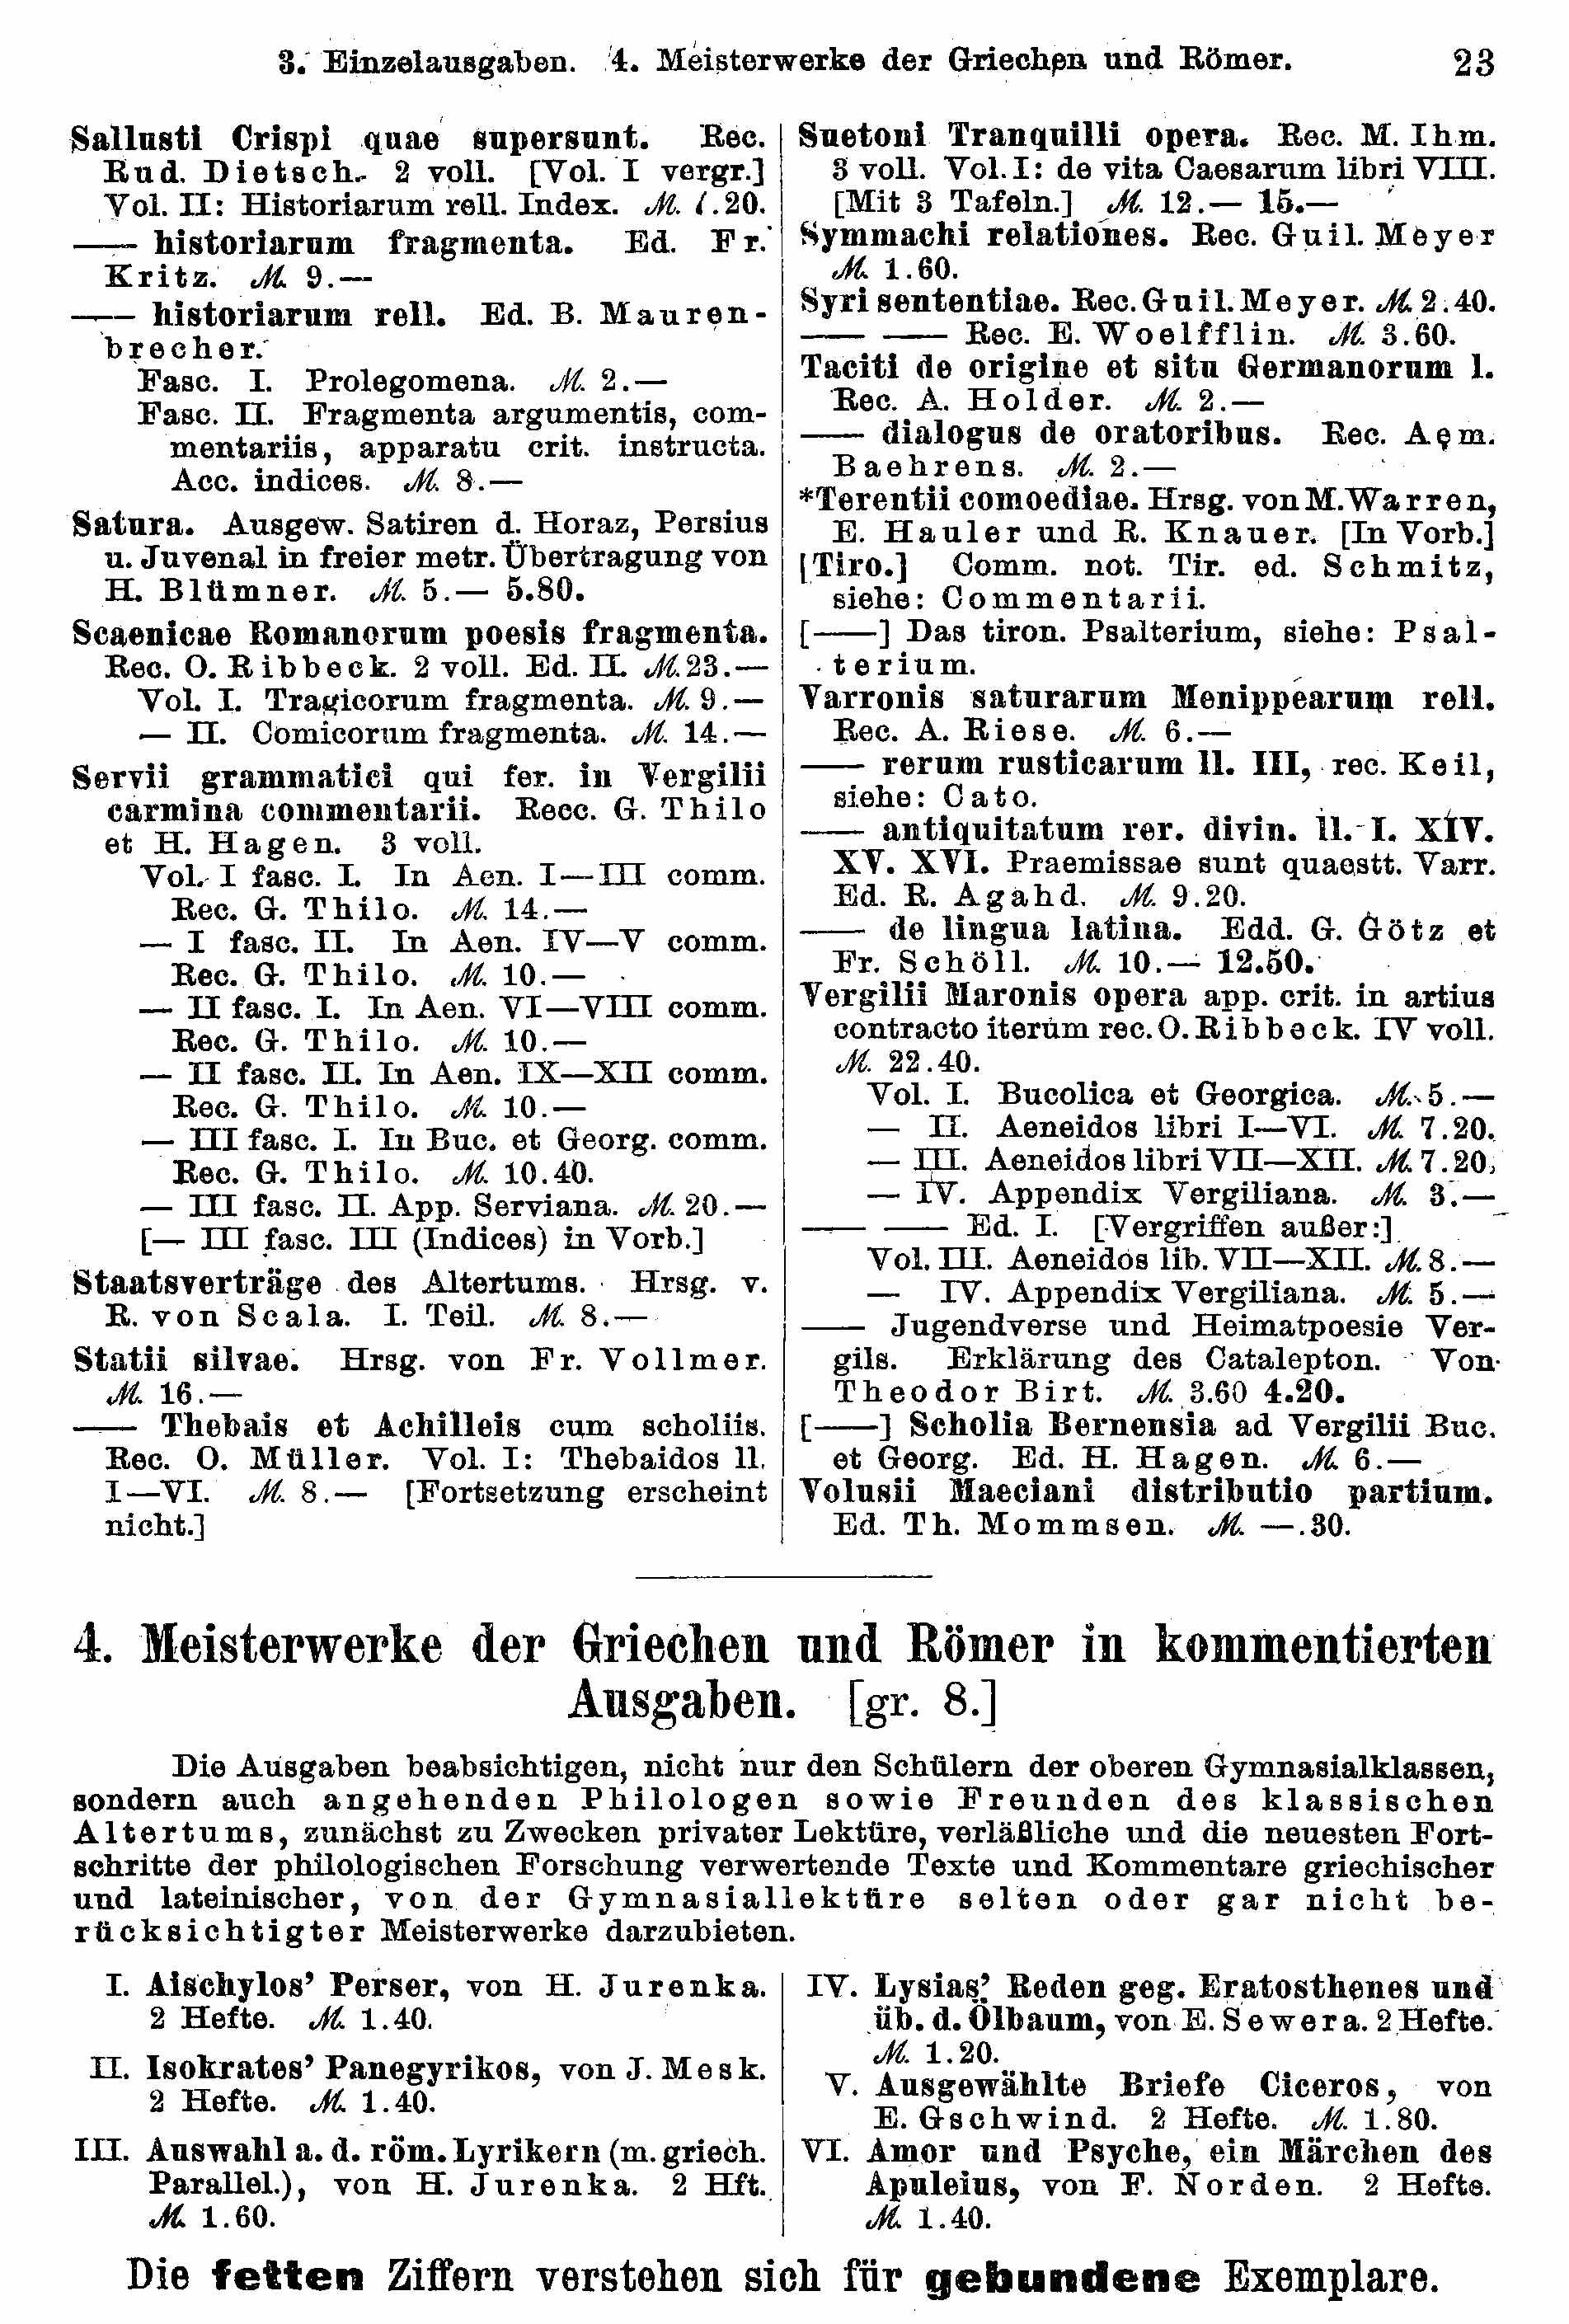 3. Einzelausgaben. 4. Meisterwerke der Griechen und Römer. 23
Sallusti Crispi quae supersunt. Rec.
Rud. Dietsch. 2 voll. [Vol. I vergr.]
Vol. II: Historiarum rell. Index. ℳ 7.20.
—— historiarum fragmenta. Ed. Fr.
Kritz. ℳ 9.—
—— historiarum rell. Ed. B. Mauren-
brecher.
Fasc. I. Prolegomena. ℳ 2.—
Fasc. II. Fragmenta argumentis, com-
mentariis, apparatu crit. instructa.
Acc. indices. ℳ 8.—
Satura. Ausgew. Satiren d. Horaz, Persius
u. Juvenal in freier metr. Übertragung von
H. Blümner. ℳ 5.— 5.80.
Scaenicae Romanorum poesis fragmenta.
Rec. O. Ribbeck. 2 voll. Ed. II. ℳ 23.—
Vol. I. Tragicorum fragmenta. ℳ 9.—
— II. Comicorum fragmenta. ℳ 14.—
Servii grammatici qui fer. in Vergilii
carmina commentarii. Recc. G. Thilo
et H. Hagen. 3 voll.
Vol. I fasc. I. In Aen. I—III comm.
Rec. G. Thilo. ℳ 14.—
— I fasc. II. In Aen. IV—V comm.
Rec. G. Thilo. ℳ 10.—
— II fasc. I. In Aen. VI—VIII comm.
Rec. G. Thilo. ℳ 10.—
— II fasc. II. In Aen. IX—XII comm.
Rec. G. Thilo. ℳ 10.—
— III fasc. I. In Buc. et Georg. comm.
Rec. G. Thilo. ℳ 10.40.
— III fasc. II. App. Serviana. ℳ 20.—
[— III fasc. III (Indices) in Vorb.]
Staatsverträge des Altertums. Hrsg. v.
R. von Scala. I. Teil. ℳ 8.—
Statii silvae. Hrsg. von Fr. Vollmer.
ℳ 16.—
—— Thebais et Achilleis cum scholiis.
Rec. O. Müller. Vol. I: Thebaidos ll.
I—VI. ℳ 8.— [Fortsetzung erscheint
nicht.]
Suetoni Tranquilli opera. Rec. M. Ihm.
3 voll. Vol. I: de vita Caesarum libri VIII.
[Mit 3 Tafeln.] ℳ 12.— 15.—
Symmachi relationes. Rec. Guil. Meyer
ℳ 1.60.
Syri sententiae. Rec. Guil. Meyer. ℳ 2.40.
—— —— Rec. E. Woelfflin. ℳ 3.60.
Taciti de origine et situ Germanorum l.
Rec. A. Holder. ℳ 2.—
—— dialogus de oratoribus. Rec. Aem.
Baehrens. ℳ 2.—
*Terentii comoediae. Hrsg. von M. Warren,
E. Hauler und R. Knauer. [In Vorb.]
[Tiro.] Comm. not. Tir. ed. Schmitz,
siehe: Commentarii.
[——] Das tiron. Psalterium, siehe: Psal-
terium.
Varronis saturarum Menippearum rell.
Rec. A. Riese. ℳ 6.—
—— rerum rusticarum ll. III, rec. Keil,
siehe: Cato.
—— antiquitatum rer. divin. ll. I. XIV.
XV. XVI. Praemissae sunt quaestt. Varr.
Ed. R. Agahd. ℳ 9.20.
—— de lingua latina. Edd. G. Götz et
Fr. Schöll. ℳ 10.— 12.50.
Vergilii Maronis opera app. crit. in artius
contracto iterum rec. O. Ribbeck. IV voll.
ℳ 22.40.
Vol. I. Bucolica et Georgica. ℳ 5.—
— II. Aeneidos libri I—VI. ℳ 7.20.
— III. Aeneidos libri VII—XII. ℳ 7.20.
— IV. Appendix Vergiliana. ℳ 3.—
—— —— Ed. I. [Vergriffen außer:]
Vol. III. Aeneidos lib. VII—XII. ℳ 8.—
— IV. Appendix Vergiliana. ℳ 5.—
—— Jugendverse und Heimatpoesie Ver-
gils. Erklärung des Catalepton. Von
Theodor Birt. ℳ 3.60 4.20.
[——] Scholia Bernensia ad Vergilii Buc.
et Georg. Ed. H. Hagen. ℳ 6.—
Volusii Maeciani distributio partium.
Ed. Th. Mommsen. ℳ —.30.
4. Meisterwerke der Griechen und Römer in kommentierten
Ausgaben. [gr. 8.]
Die Ausgaben beabsichtigen, nicht nur den Schülern der oberen Gymnasialklassen,
sondern auch angehenden Philologen sowie Freunden des klassischen
Altertums, zunächst zu Zwecken privater Lektüre, verläßliche und die neuesten Fort-
schritte der philologischen Forschung verwertende Texte und Kommentare griechischer
und lateinischer, von der Gymnasiallektüre selten oder gar nicht be-
rücksichtigter Meisterwerke darzubieten.
I. Aischylos’ Perser, von H. Jurenka.
2 Hefte. ℳ 1.40.
II. Isokrates’ Panegyrikos, von J. Mesk.
2 Hefte. ℳ 1.40.
III. Auswahl a. d. röm. Lyrikern (m. griech.
Parallel.), von H. Jurenka. 2 Hft.
ℳ 1.60.
IV. Lysias’ Reden geg. Eratosthenes und
üb. d. Ölbaum, von E. Sewera. 2 Hefte.
ℳ 1.20.
V. Ausgewählte Briefe Ciceros, von
E. Gschwind. 2 Hefte. ℳ 1.80.
VI. Amor und Psyche, ein Märchen des
Apuleius, von F. Norden. 2 Hefte.
ℳ 1.40.
Die fetten Ziffern verstehen sich für gebundene Exemplare.